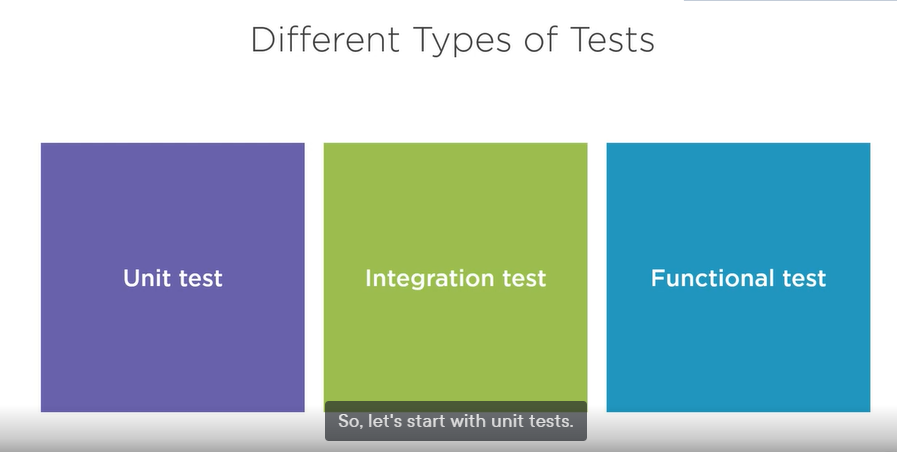 Different Types of Tests
Unit test
Integration test
Functional test
So, let's start with unit tests.